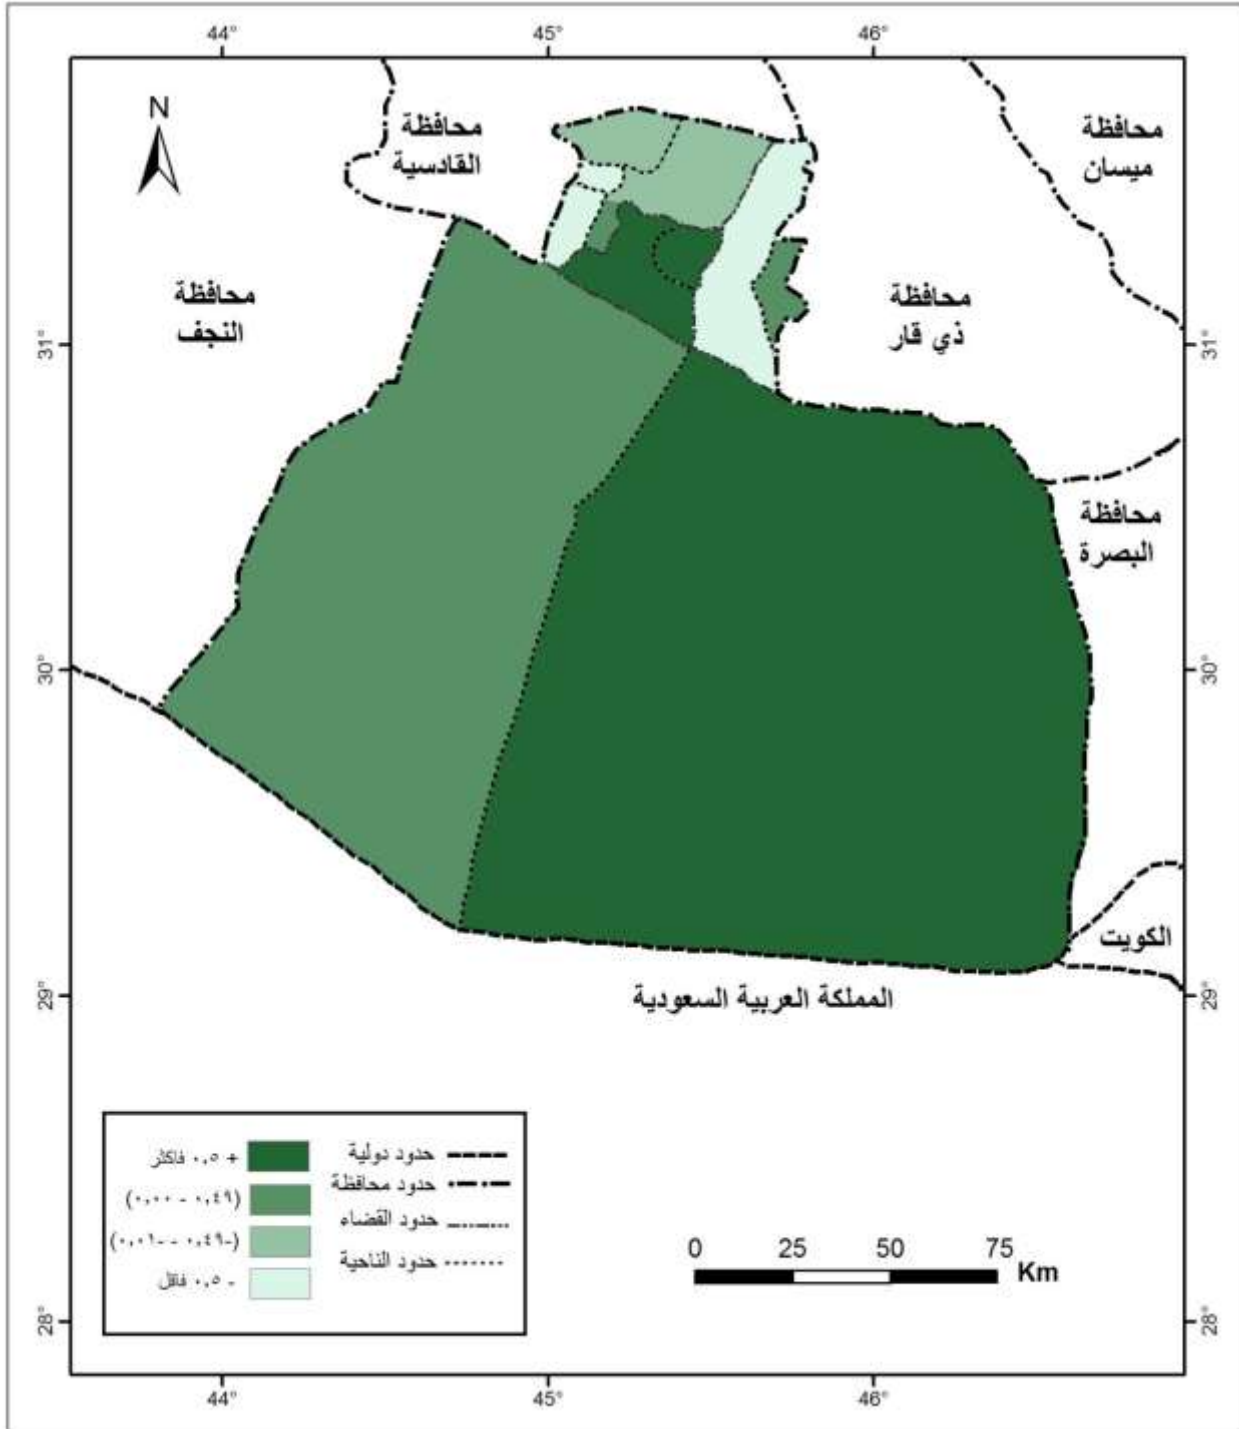 44°
45°
46°
N
محافظة
القادسية
محافظة
ميسان
محافظة
النجف
محافظة
ذي قار
31°
31°
محافظة
البصرة
30°
30°
الكويت
29°
29°
المملكة العربية السعودية
حدود دولية
حدود محافظة
حدود القضاء
حدود الناحية
+ ٠,٥ فاكثر
(٠,٤٩ - ٠,٠٠)
(-٠,٤٩ - -٠,٠١)
- ٠,٥ فاقل
0 25 50 75 Km
28°
28°
44°
45°
46°